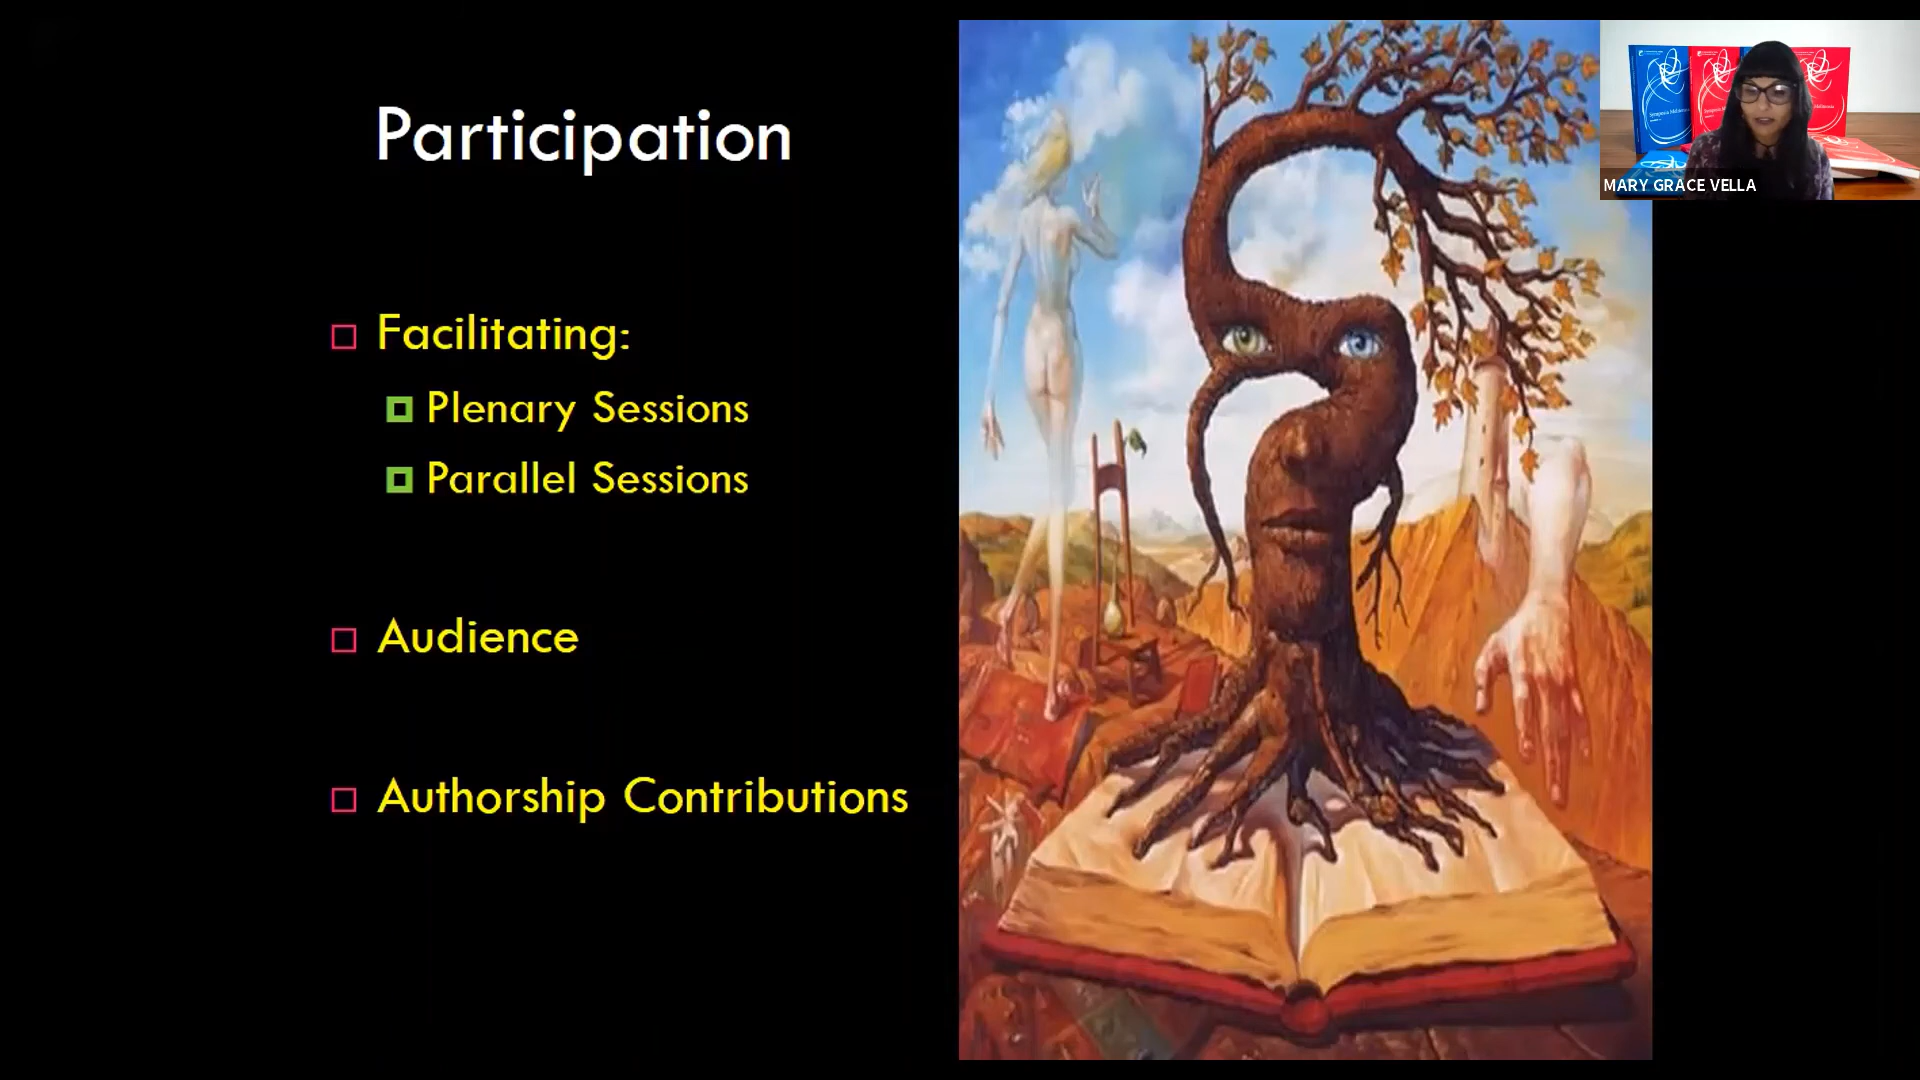 Participation
Facilitating:
Plenary Sessions
Parallel Sessions
Audience
Authorship Contributions
MARY GRACE VELLA